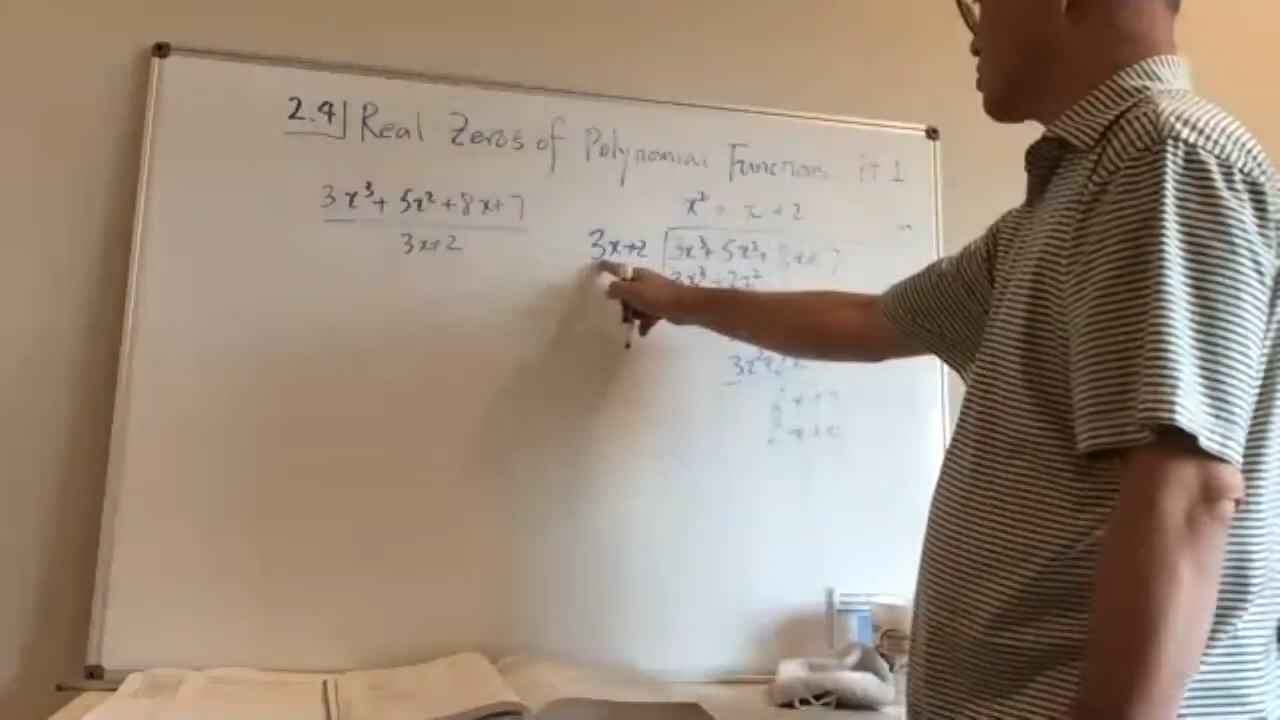 2.4 Real Zeros of Polynomial Functions 1
3x³ + 5x² + 8x + 7
3x+2
x² + x + 2
3x+2 3x³ + 5x² + 8x + 7
3x³ + 2x²